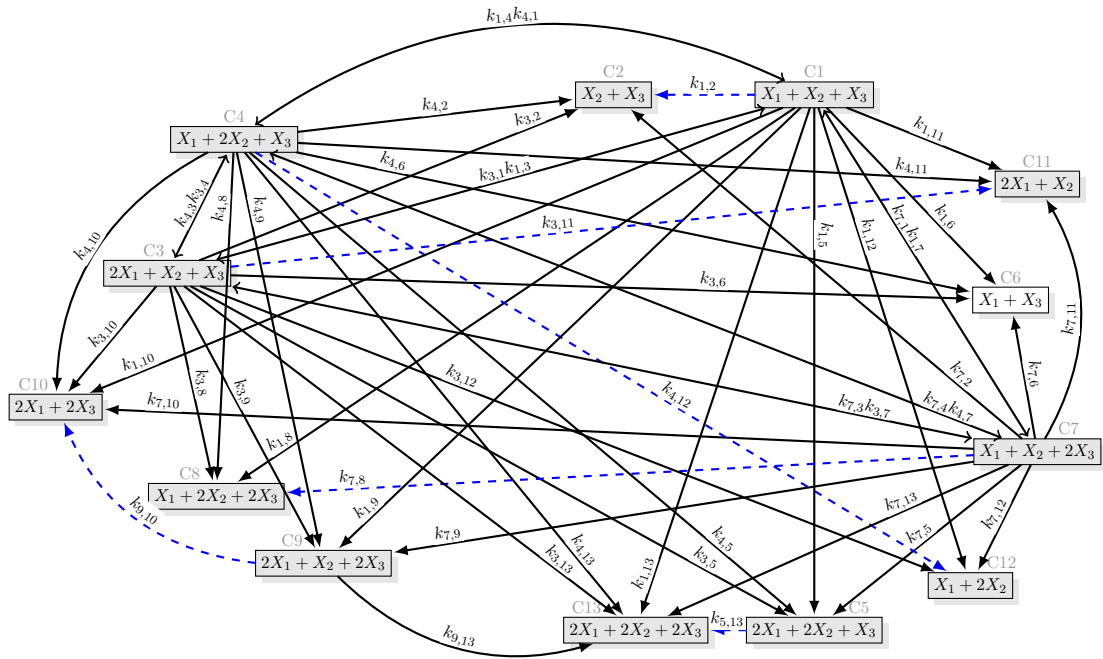 k1,4k4,1
C2
C1
X2 + X3
k1,2
X1 + X2 + X3
C4
k4,2
k3,2
k1,11
X1 + 2X2 + X3
k4,6
k3,1k1,3
k4,11
C11
2X1 + X2
k4,3k3,4
k4,8
k4,9
k3,11
k1,5
k1,12
k7,1k1,7
k1,6
k4,10
C3
2X1 + X2 + X3
k3,6
C6
X1 + X3
k7,11
k3,10
k1,10
k3,8
k3,9
k3,12
k4,12
k7,2
k7,6
C10
2X1 + 2X3
k7,10
k7,3k3,7
k7,4k4,7
C7
X1 + X2 + 2X3
k1,8
C8
X1 + 2X2 + 2X3
k7,8
k9,10
k1,9
k7,13
k7,12
k7,9
k4,5
k7,5
C9
2X1 + X2 + 2X3
k4,13
k3,13
k3,5
k1,13
C12
X1 + 2X2
C13
2X1 + 2X2 + 2X3
k5,13
C5
2X1 + 2X2 + X3
k9,13